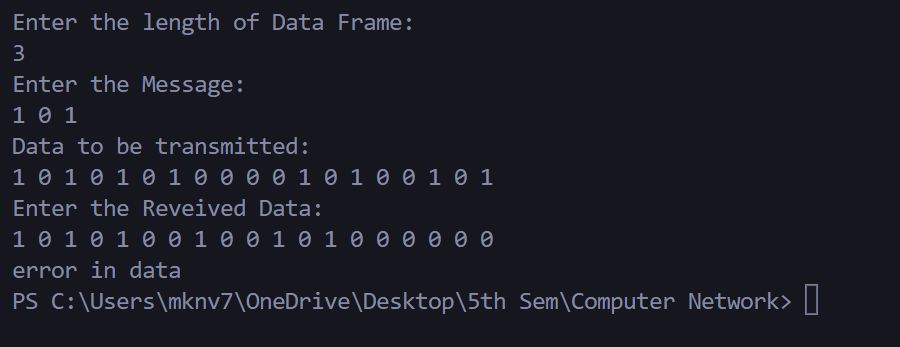 Enter the length of Data Frame:
3
Enter the Message:
1 0 1
Data to be transmitted:
1 0 1 0 1 0 1 0 0 0 0 1 0 1 0 0 1 0 1
Enter the Reveived Data:
1 0 1 0 1 0 0 1 0 0 1 0 1 0 0 0 0 0 0
error in data
PS C:\Users\mknv7\OneDrive\Desktop\5th Sem\Computer Network>